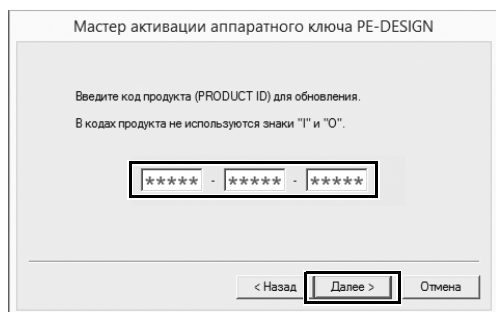 Мастер активации аппаратного ключа PE-DESIGN
Введите код продукта (PRODUCT ID) для обновления.
В кодах продукта не используются знаки "I" и "O".
***** - ***** - *****
< Назад Далее > Отмена